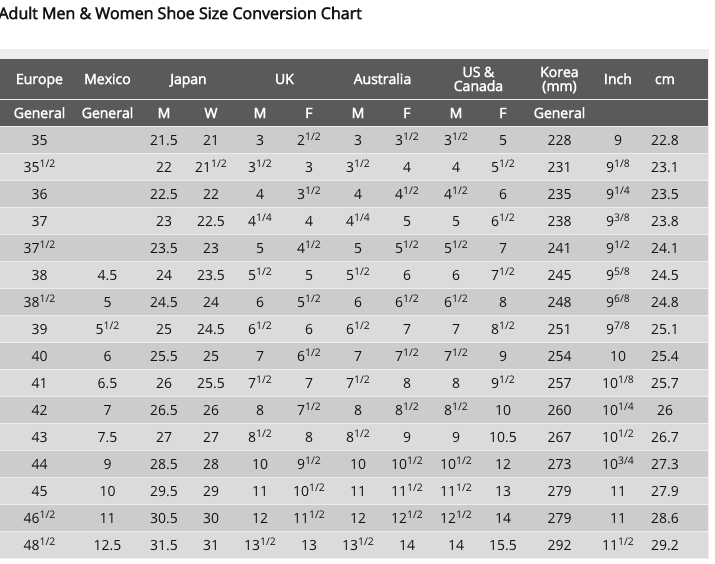 Adult Men & Women Shoe Size Conversion Chart
Europe Mexico Japan UK Australia US & Canada Korea (mm) Inch cm
General General M W M F M F M F General
35 21.5 21 3 2 1/2 3 3 1/2 3 1/2 5 228 9 22.8
35 1/2 22 21 1/2 3 1/2 3 3 1/2 4 4 5 1/2 231 9 1/8 23.1
36 22.5 22 4 3 1/2 4 4 1/2 4 1/2 6 235 9 1/4 23.5
37 23 22.5 4 1/4 4 4 1/4 5 5 6 1/2 238 9 3/8 23.8
37 1/2 23.5 23 5 4 1/2 5 5 1/2 5 1/2 7 241 9 1/2 24.1
38 4.5 24 23.5 5 1/2 5 5 1/2 6 6 7 1/2 245 9 5/8 24.5
38 1/2 5 24.5 24 6 5 1/2 6 6 1/2 6 1/2 8 248 9 6/8 24.8
39 5 1/2 25 24.5 6 1/2 6 6 1/2 7 7 8 1/2 251 9 7/8 25.1
40 6 25.5 25 7 6 1/2 7 7 1/2 7 1/2 9 254 10 25.4
41 6.5 26 25.5 7 1/2 7 7 1/2 8 8 9 1/2 257 10 1/8 25.7
42 7 26.5 26 8 7 1/2 8 8 1/2 8 1/2 10 260 10 1/4 26
43 7.5 27 27 8 1/2 8 8 1/2 9 9 10.5 267 10 1/2 26.7
44 9 28.5 28 10 9 1/2 10 10 1/2 10 1/2 12 273 10 3/4 27.3
45 10 29.5 29 11 10 1/2 11 11 1/2 11 1/2 13 279 11 27.9
46 1/2 11 30.5 30 12 11 1/2 12 12 1/2 12 1/2 14 279 11 28.6
48 1/2 12.5 31.5 31 13 1/2 13 13 1/2 14 14 15.5 292 11 1/2 29.2